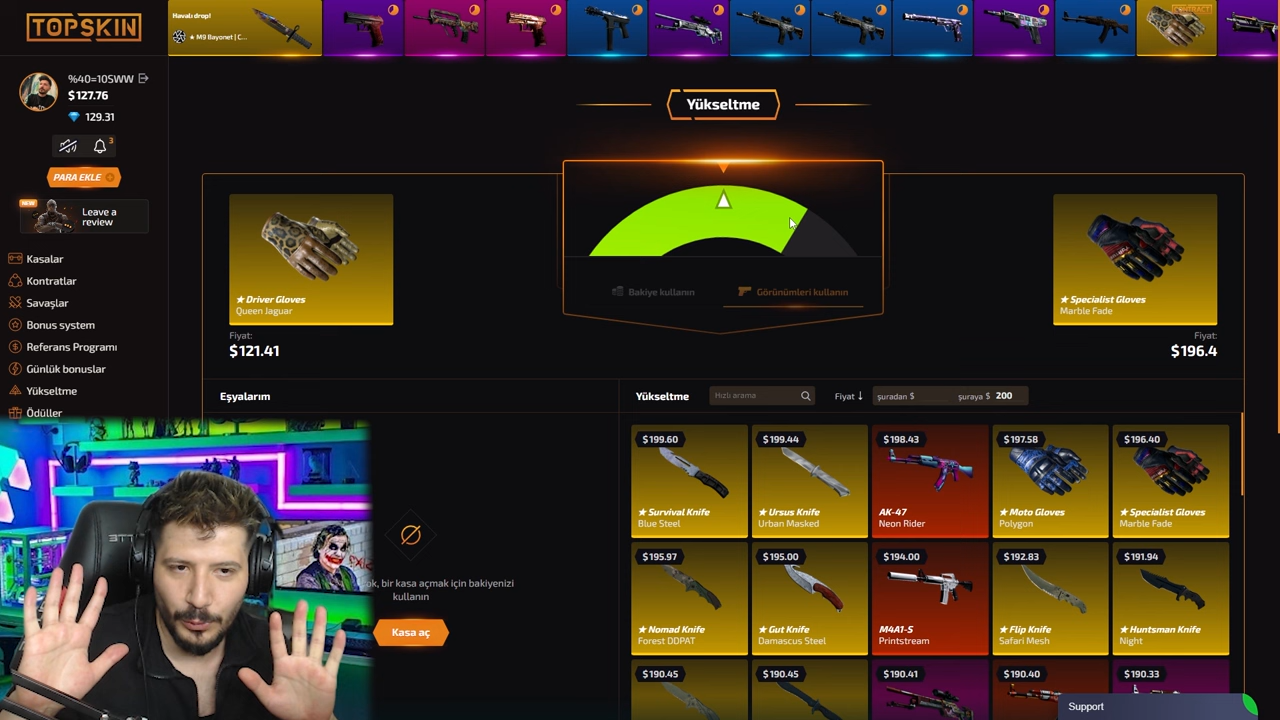 TOPSKIN
Havalı drop!
★ M9 Bayonet | C...
CONTRACT
%40=10SWW
$127.76
129.31
3
PARA EKLE
NEW
Leave a
review
Kasalar
Kontratlar
Savaşlar
Bonus system
Referans Programı
Günlük bonuslar
Yükseltme
Ödüller
Yükseltme
★ Driver Gloves
Queen Jaguar
Fiyat:
$121.41
Bakiye kullanın
Görünümleri kullanın
★ Specialist Gloves
Marble Fade
Fiyat:
$196.4
Eşyalarım
Yükseltme
Hızlı arama
Fiyat ↓
şuradan $
şuraya $ 200
ok, bir kasa açmak için bakiyenizi
kullanın
Kasa aç
$199.60
★ Survival Knife
Blue Steel
$199.44
★ Ursus Knife
Urban Masked
$198.43
AK-47
Neon Rider
$197.58
★ Moto Gloves
Polygon
$196.40
★ Specialist Gloves
Marble Fade
$195.97
★ Nomad Knife
Forest DDPAT
$195.00
★ Gut Knife
Damascus Steel
$194.00
M4A1-S
Printstream
$192.83
★ Flip Knife
Safari Mesh
$191.94
★ Huntsman Knife
Night
$190.45
$190.45
$190.41
$190.40
$190.33
Support